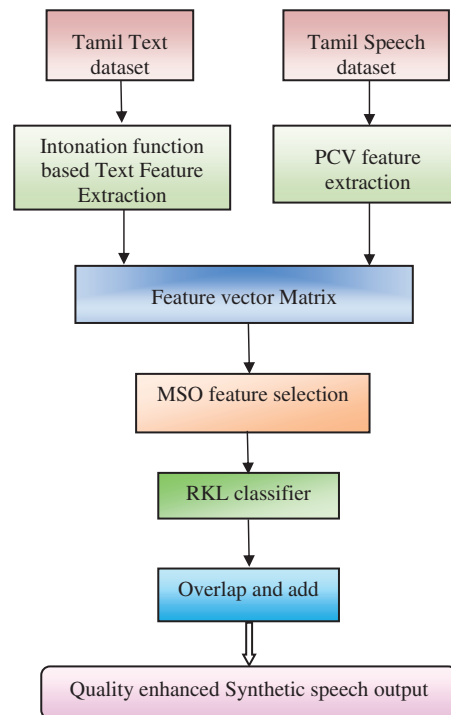 Tamil Text
dataset
Tamil Speech
dataset
Intonation function
based Text Feature
Extraction
PCV feature
extraction
Feature vector Matrix
MSO feature selection
RKL classifier
Overlap and add
Quality enhanced Synthetic speech output